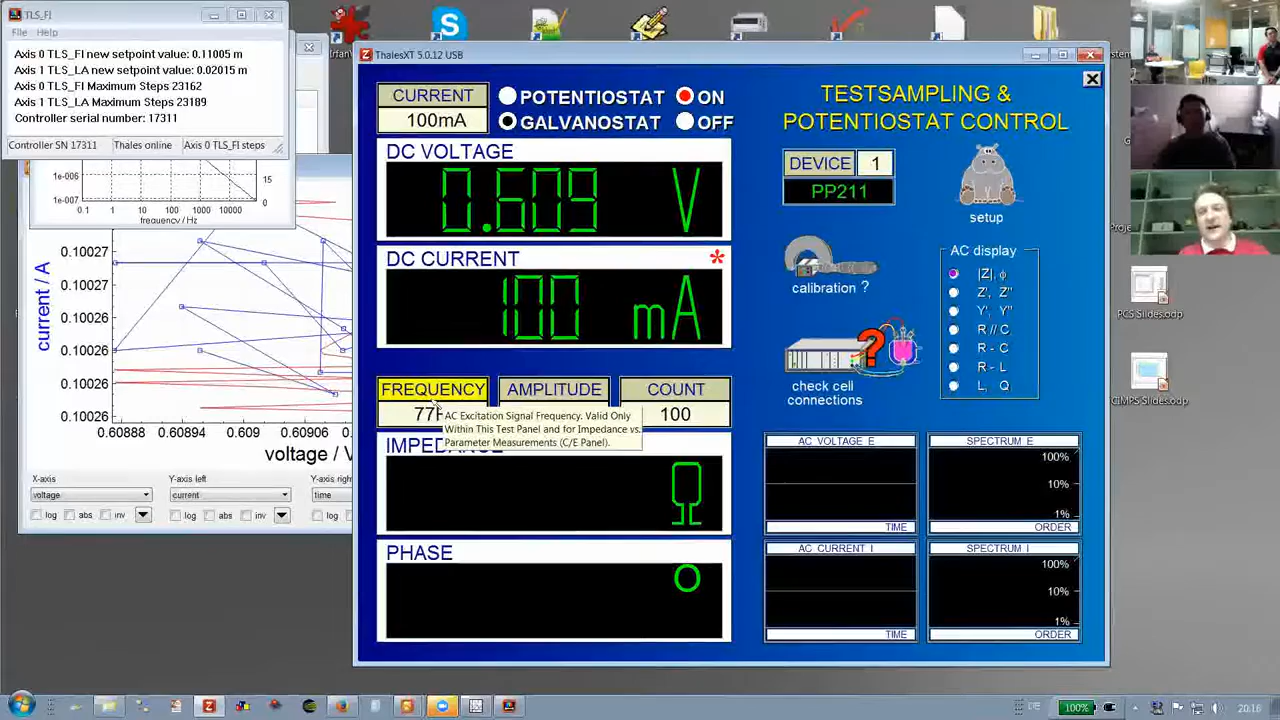 TLS_FI
File Help
Axis 0 TLS_FI new setpoint value: 0.11005 m
Axis 1 TLS_LA new setpoint value: 0.02015 m
Axis 0 TLS_FI Maximum Steps 23162
Axis 1 TLS_LA Maximum Steps 23189
Controller serial number: 17311
Controller SN 17311 Thales online Axis 0 TLS_FI steps
1e-006
1e-007
15
0
0.1 1 10 100 1000 10000
frequency / Hz
0.10027
0.10027
0.10026
0.10026
0.10026
0.10026
current / A
0.60888 0.609 0.60906 0.60912
voltage / V
X-axis Y-axis left Y-axis righ
voltage current time
log abs inv log abs inv log
ThalesXT 5.0.12 USB
CURRENT
100mA
POTENTIOSTAT ON
GALVANOSTAT OFF
DC VOLTAGE
0.609 V
DC CURRENT *
100 mA
FREQUENCY AMPLITUDE COUNT
100
AC Excitation Signal Frequency. Valid Only
Within This Test Panel and for Impedance vs.
Parameter Measurements (C/E Panel).
Ω
PHASE
TESTSAMPLING &
POTENTIOSTAT CONTROL
DEVICE 1
PP211
setup
calibration ?
check cell
connections
AC display
|Z|, φ
Z', Z"
Y', Y"
R // C
R - C
R - L
L, Q
AC VOLTAGE E
TIME
SPECTRUM E
100%
10%
1%
ORDER
AC CURRENT I
TIME
SPECTRUM I
100%
10%
1%
ORDER
PCS Slides.odp
CIMPS Slides.odp
DE
100%
20:16